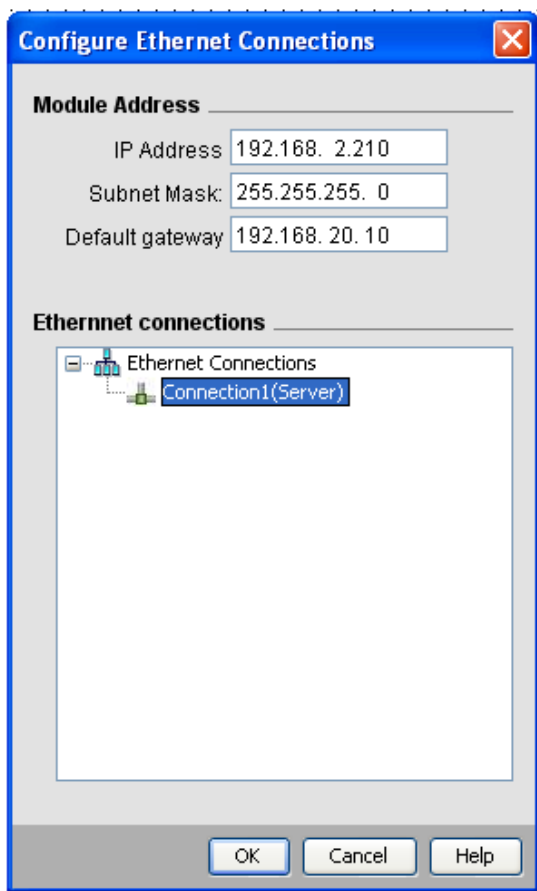 Configure Ethernet Connections
Module Address
IP Address 192.168. 2.210
Subnet Mask: 255.255.255. 0
Default gateway 192.168. 20. 10
Ethernnet connections
Ethernet Connections
Connection1(Server)
OK Cancel Help